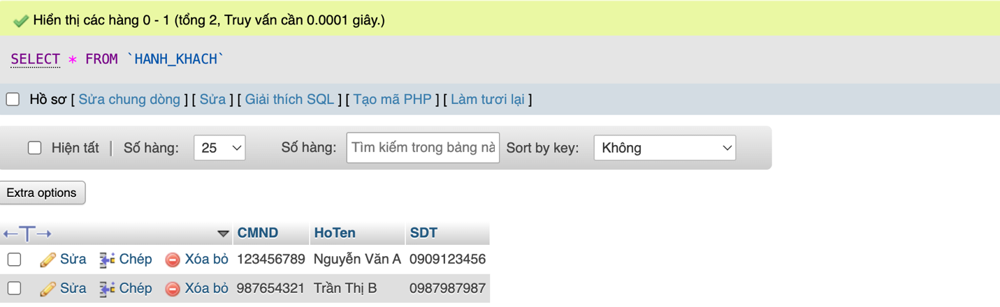 Hiển thị các hàng 0 - 1 (tổng 2, Truy vấn cần 0.0001 giây.)
SELECT * FROM `HANH_KHACH`
Hồ sơ [ Sửa chung dòng ] [ Sửa ] [ Giải thích SQL ] [ Tạo mã PHP ] [ Làm tươi lại ]
Hiện tất | Số hàng: 25 Số hàng: Tìm kiếm trong bảng nà Sort by key: Không
Extra options
←T→ CMND HoTen SDT
Sửa Chép Xóa bỏ 123456789 Nguyễn Văn A 0909123456
Sửa Chép Xóa bỏ 987654321 Trần Thị B 0987987987